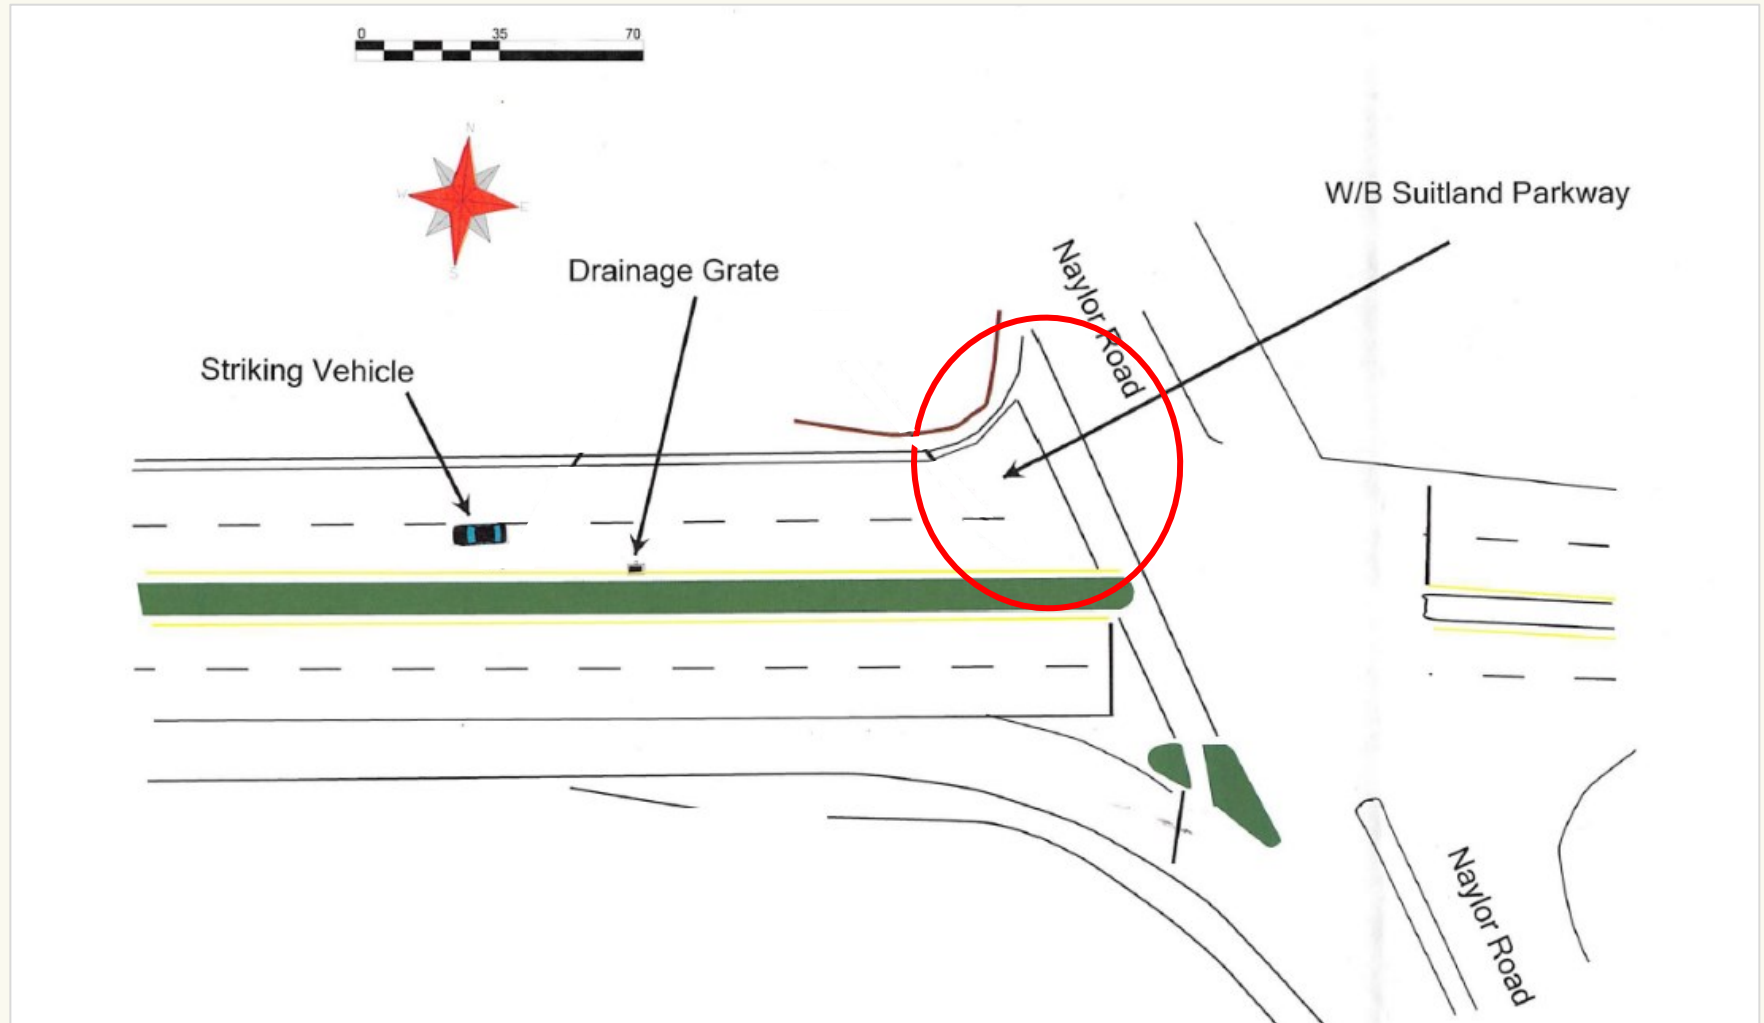 0 35 70
N
W
E
S
W/B Suitland Parkway
Naylor Road
Drainage Grate
Striking Vehicle
Naylor Road